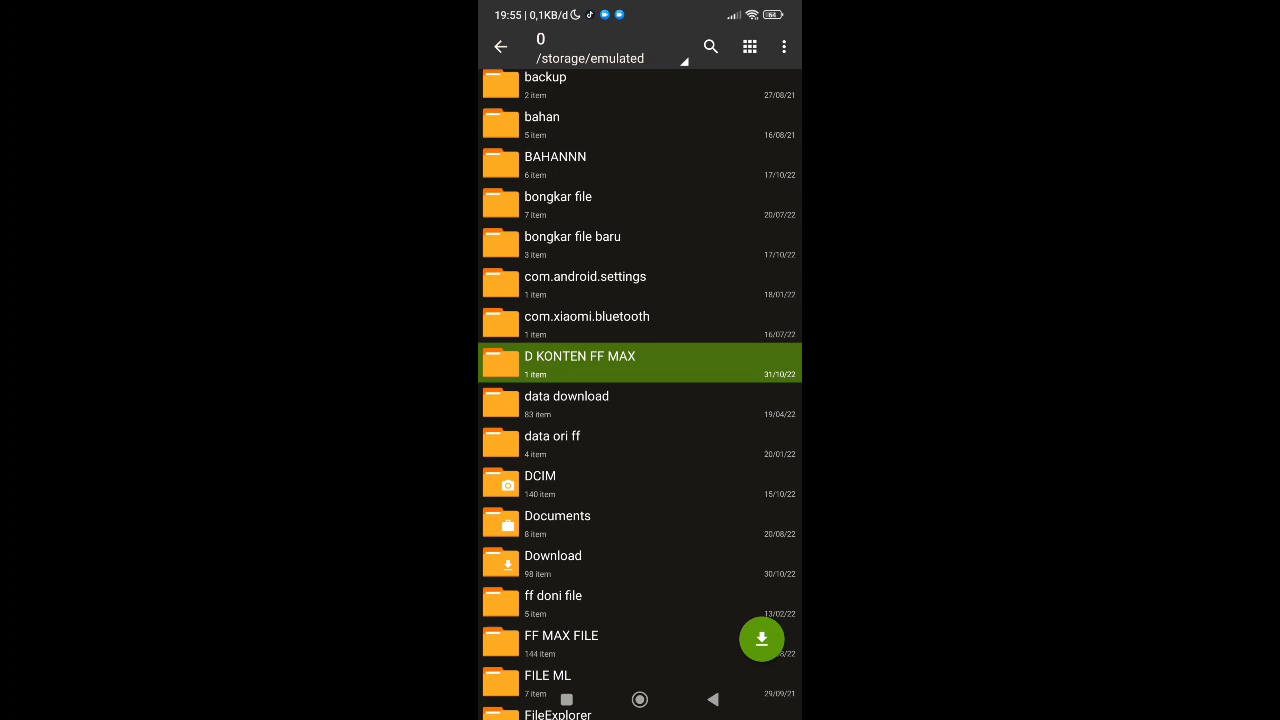 19:55 | 0,1KB/d
64
0
/storage/emulated
backup
2 item
27/08/21
bahan
5 item
16/08/21
BAHANNN
6 item
17/10/22
bongkar file
7 item
20/07/22
bongkar file baru
3 item
17/10/22
com.android.settings
1 item
18/01/22
com.xiaomi.bluetooth
1 item
16/07/22
D KONTEN FF MAX
1 item
31/10/22
data download
83 item
19/04/22
data ori ff
4 item
20/01/22
DCIM
140 item
15/10/22
Documents
8 item
20/08/22
Download
98 item
30/10/22
ff doni file
5 item
13/02/22
FF MAX FILE
144 item
FILE ML
7 item
29/09/21
FileExplorer